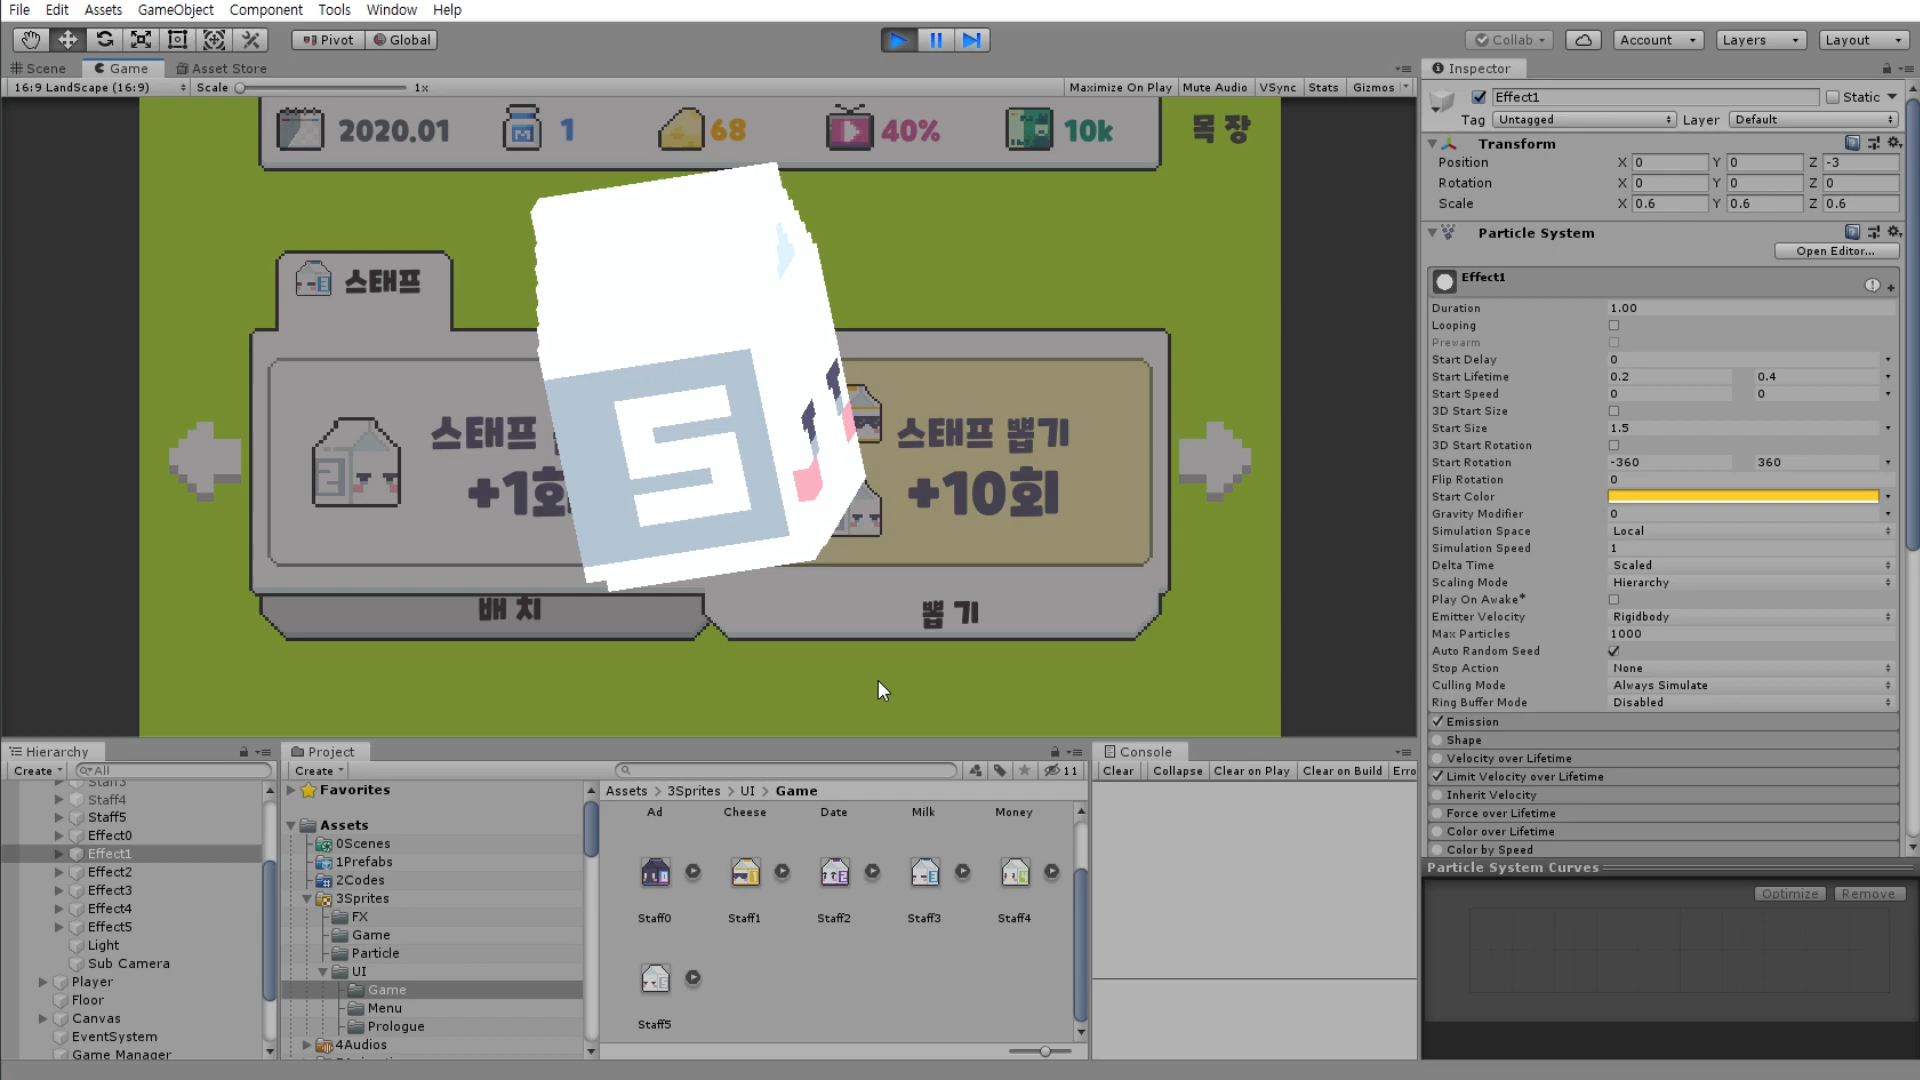 File Edit Assets GameObject Component Tools Window Help
Pivot Global Collab Account Layers Layout
Scene Game Asset Store
16:9 LandScape (16:9) Scale 1x Maximize On Play Mute Audio VSync Stats Gizmos
2020.01 1 68 40% 10k 목장
스태프
스태프
+1회
스태프 뽑기
+10회
S
배 치
뽑 기
Inspector
Effect1 Static
Tag Untagged Layer Default
Transform
Position X 0 Y 0 Z -3
Rotation X 0 Y 0 Z 0
Scale X 0.6 Y 0.6 Z 0.6
Particle System
Open Editor...
Effect1
Duration 1.00
Looping
Prewarm
Start Delay 0
Start Lifetime 0.2 0.4
Start Speed 0 0
3D Start Size
Start Size 1.5
3D Start Rotation
Start Rotation -360 360
Flip Rotation 0
Start Color
Gravity Modifier 0
Simulation Space Local
Simulation Speed 1
Delta Time Scaled
Scaling Mode Hierarchy
Play On Awake*
Emitter Velocity Rigidbody
Max Particles 1000
Auto Random Seed
Stop Action None
Culling Mode Always Simulate
Ring Buffer Mode Disabled
Emission
Shape
Velocity over Lifetime
Limit Velocity over Lifetime
Inherit Velocity
Force over Lifetime
Color over Lifetime
Color by Speed
Particle System Curves
Optimize Remove
Hierarchy
Create All
Staff3
Staff4
Staff5
Effect0
Effect1
Effect2
Effect3
Effect4
Effect5
Light
Sub Camera
Player
Floor
Canvas
EventSystem
Game Manager
Project
Create 11
Favorites
Assets
0Scenes
1Prefabs
2Codes
3Sprites
FX
Game
Particle
UI
Game
Menu
Prologue
4Audios
Assets 3Sprites UI Game
Ad Cheese Date Milk Money
Staff0 Staff1 Staff2 Staff3 Staff4
Staff5
Console
Clear Collapse Clear on Play Clear on Build Erro